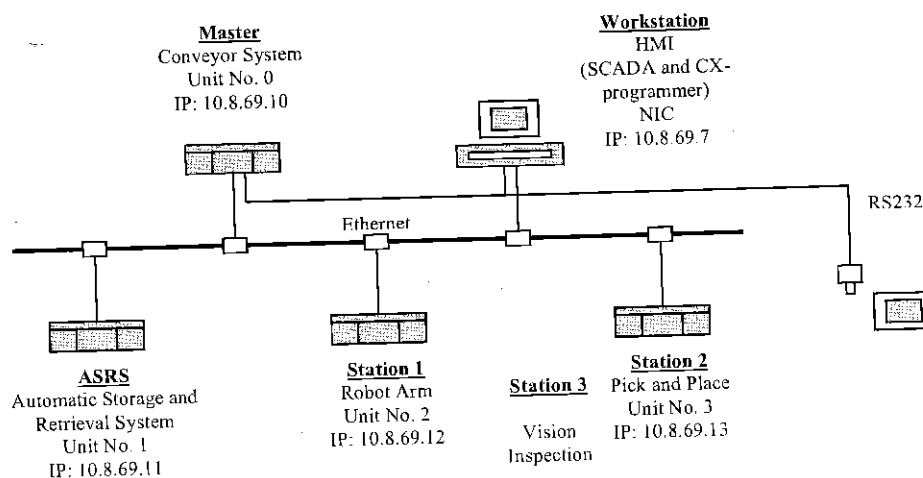 Master
Conveyor System
Unit No. 0
IP: 10.8.69.10
Workstation
HMI
(SCADA and CX-
programmer)
NIC
IP: 10.8.69.7
RS232
Ethernet
ASRS
Automatic Storage and
Retrieval System
Unit No. 1
IP: 10.8.69.11
Station 1
Robot Arm
Unit No. 2
IP: 10.8.69.12
Station 3
Vision
Inspection
Station 2
Pick and Place
Unit No. 3
IP: 10.8.69.13